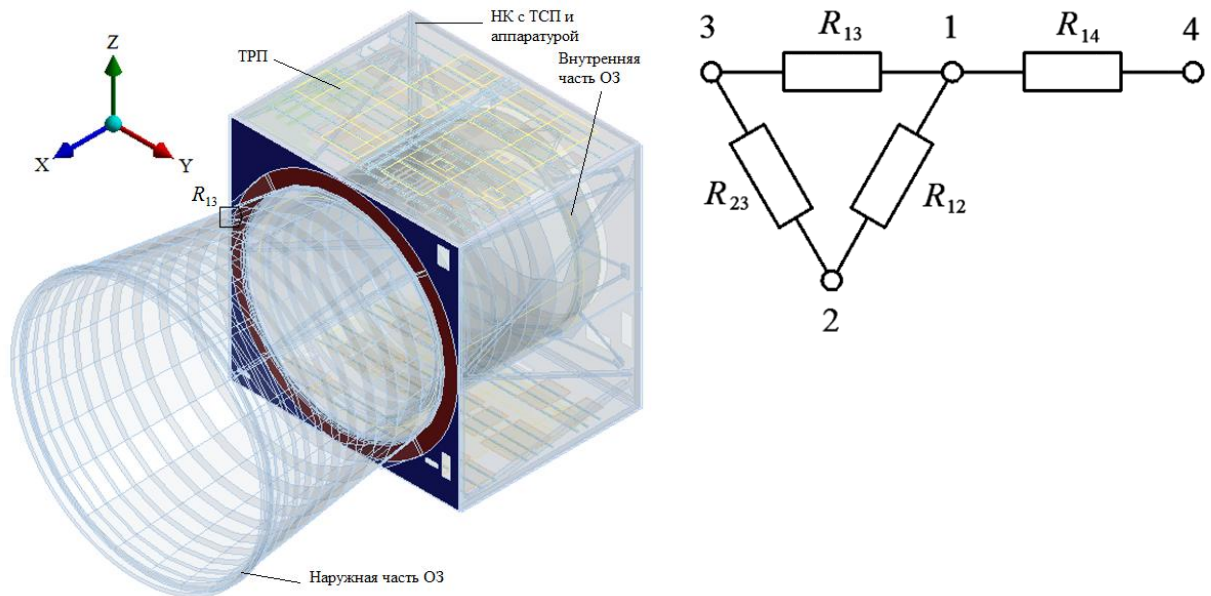 НК с ТСП и
аппаратурой
ТРП
Внутренняя
часть ОЗ
Z
X
Y
R₁₃
Наружная часть ОЗ
3
R₁₃
1
R₁₄
4
R₂₃
R₁₂
2